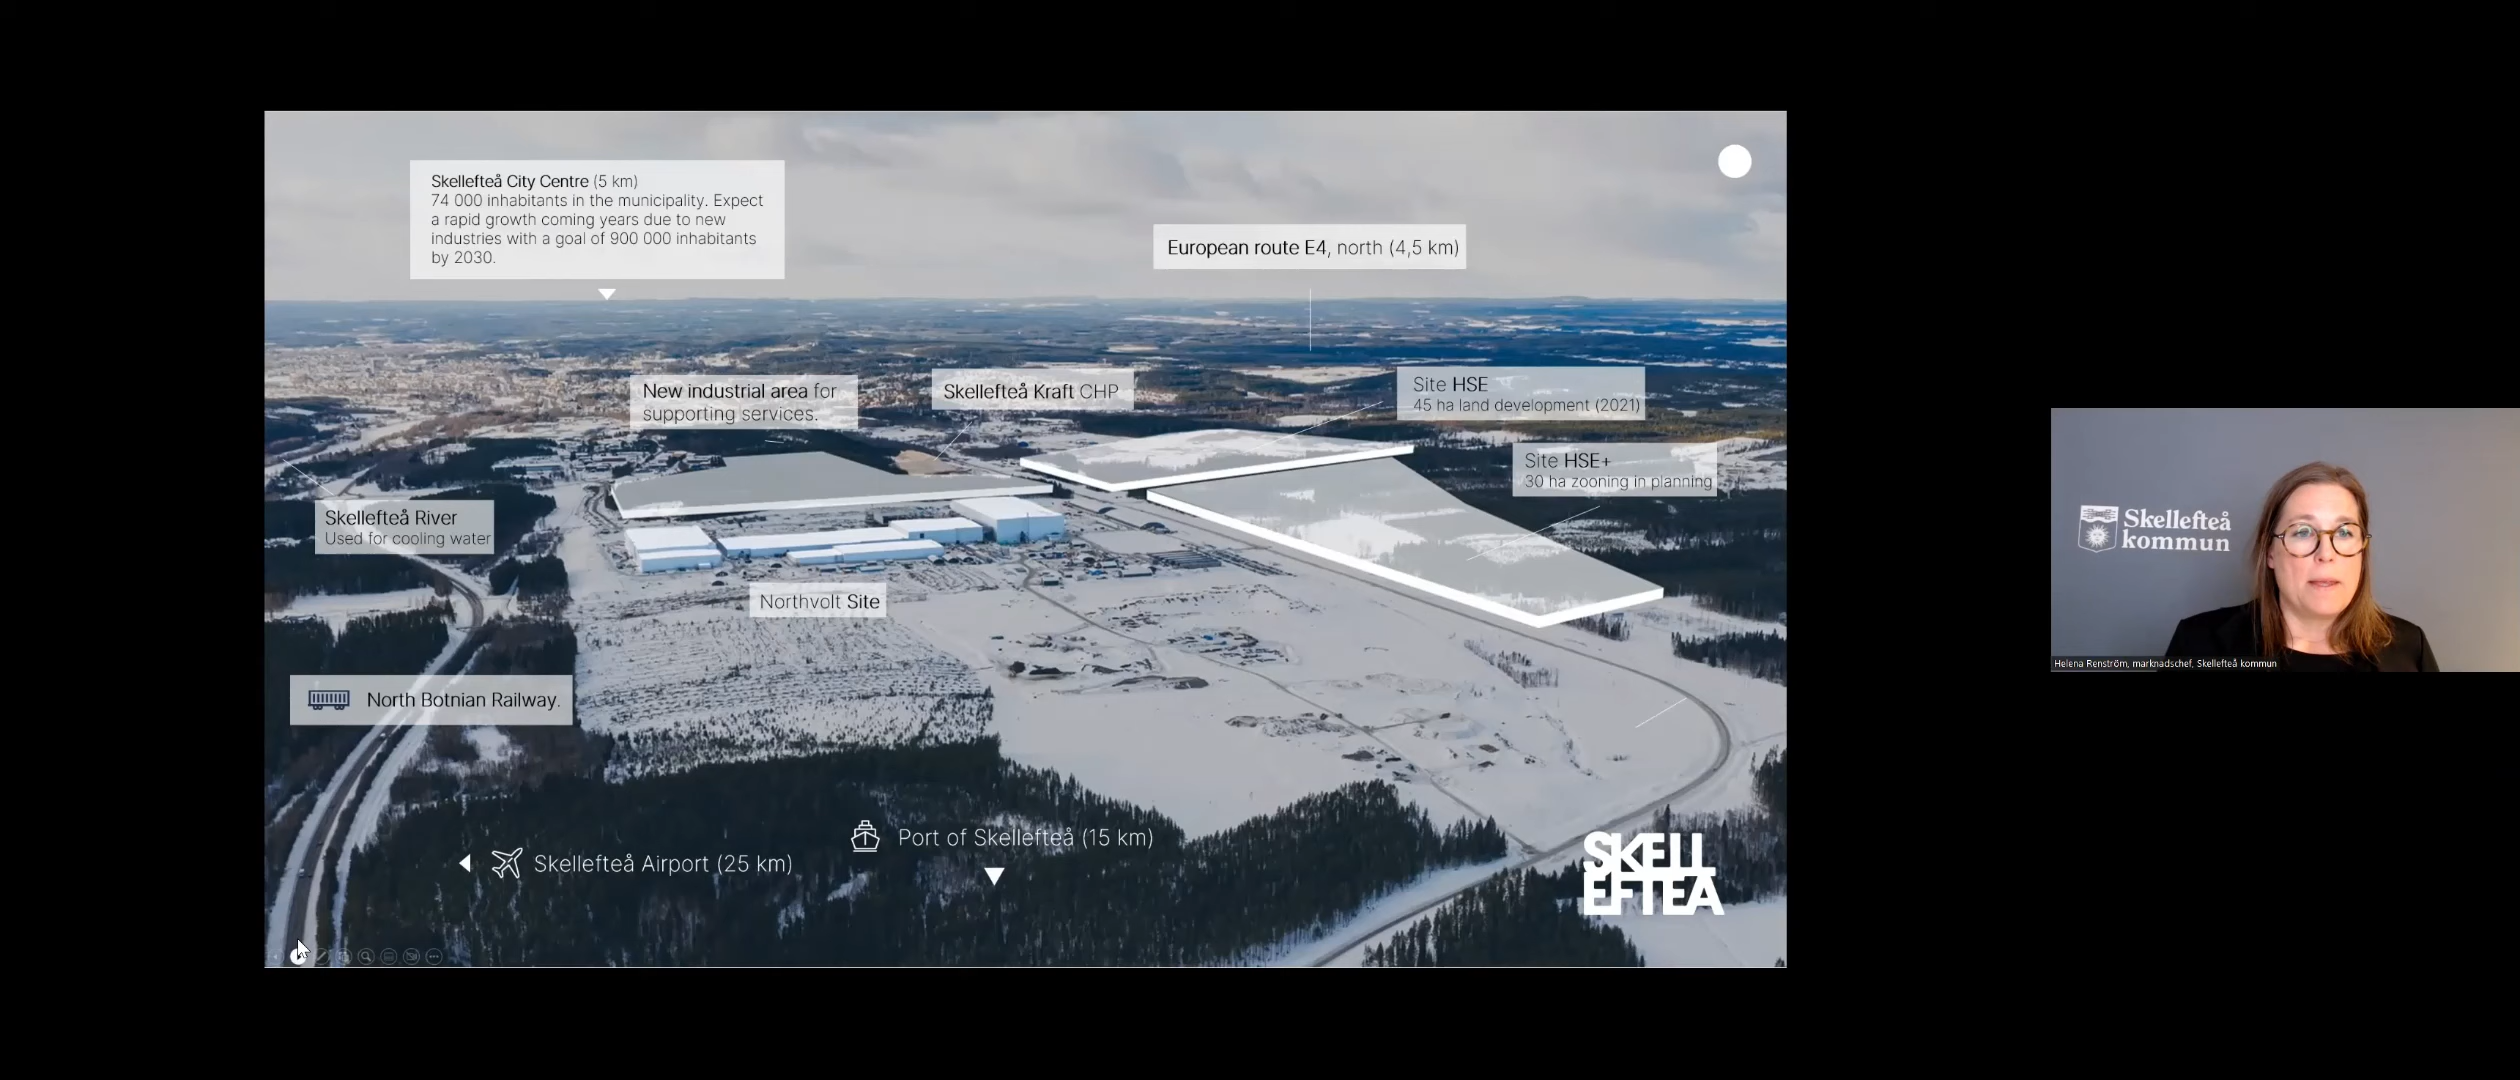 Skellefteå City Centre (5 km)
74 000 inhabitants in the municipality. Expect
a rapid growth coming years due to new
industries with a goal of 900 000 inhabitants
by 2030.
European route E4, north (4,5 km)
New industrial area for
supporting services.
Skellefteå Kraft CHP
Site HSE
45 ha land development (2021)
Site HSE+
30 ha zooning in planning
Skellefteå River
Used for cooling water
Northvolt Site
North Botnian Railway.
Skellefteå Airport (25 km)
Port of Skellefteå (15 km)
SKELL
EFTEÅ
Skellefteå
kommun
Helena Renström, marknadschef, Skellefteå kommun